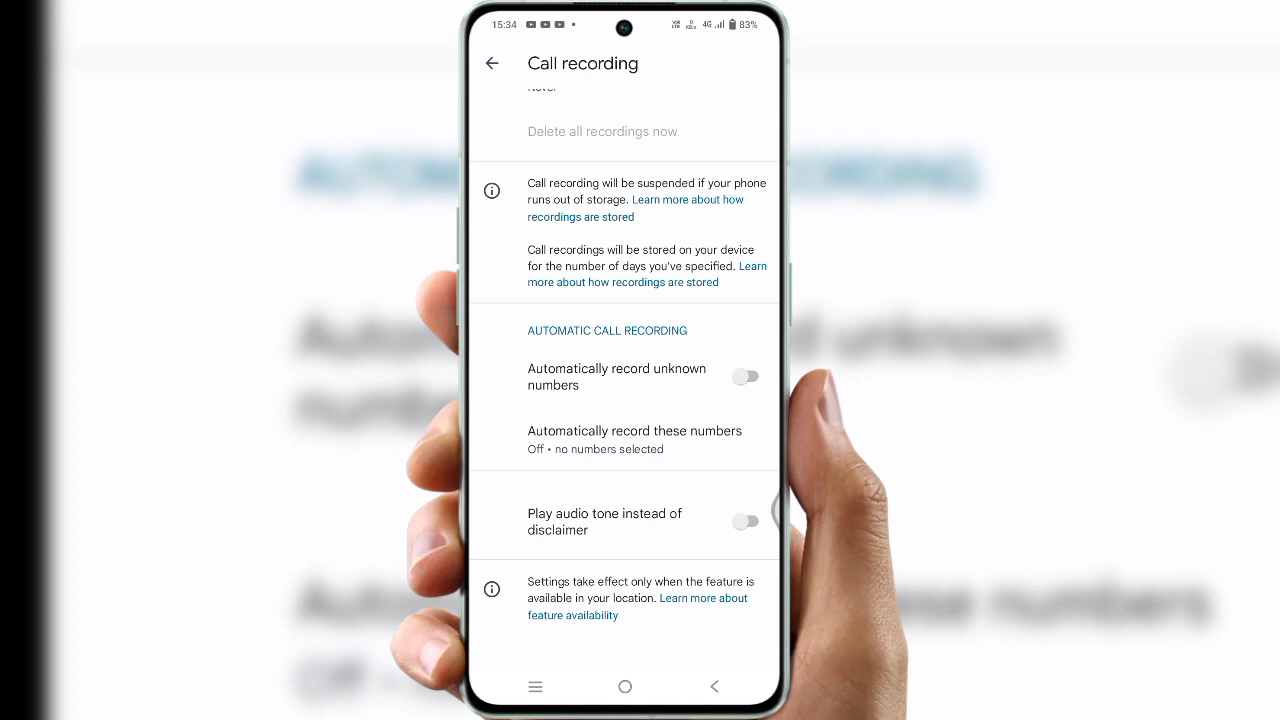 15:34 4G 83%
Call recording
Delete all recordings now
Call recording will be suspended if your phone
runs out of storage. Learn more about how
recordings are stored
Call recordings will be stored on your device
for the number of days you've specified. Learn
more about how recordings are stored
AUTOMATIC CALL RECORDING
Automatically record unknown
numbers
Automatically record these numbers
Off • no numbers selected
Play audio tone instead of
disclaimer
Settings take effect only when the feature is
available in your location. Learn more about
feature availability